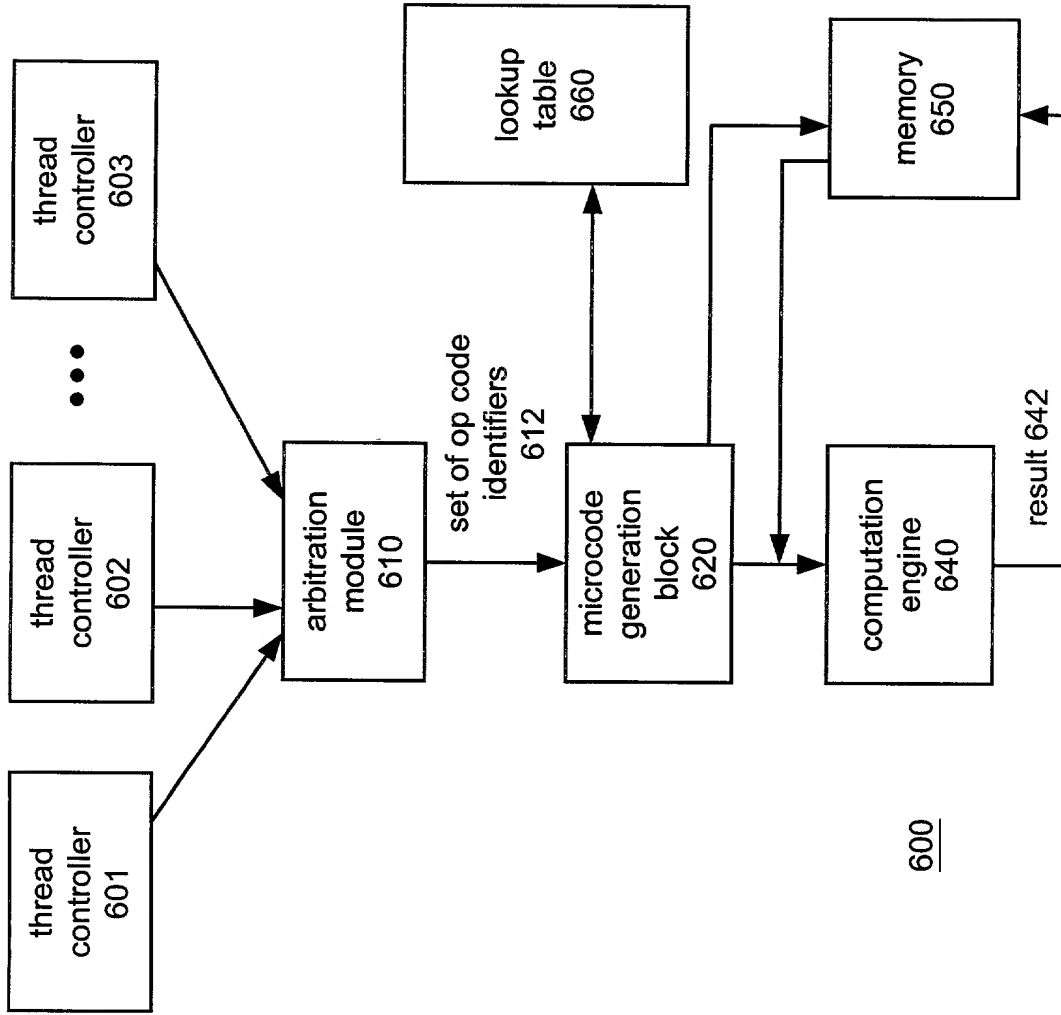 thread
controller
601
thread
controller
602
thread
controller
603
arbitration
module
610
set of op code
identifiers
612
microcode
generation
block
620
lookup
table
660
computation
engine
640
memory
650
result 642
600